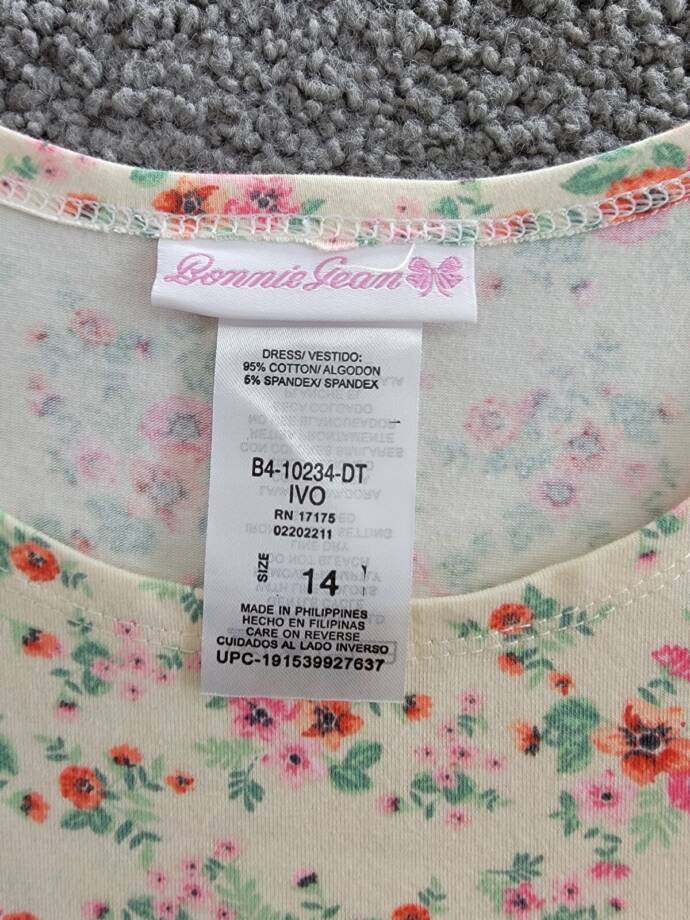 Bonnie Jean
DRESS/ VESTIDO:
95% COTTON/ ALGODON
5% SPANDEX/ SPANDEX
B4-10234-DT
IVO
RN 17175
02202211
SIZE 14
MADE IN PHILIPPINES
HECHO EN FILIPINAS
CARE ON REVERSE
CUIDADOS AL LADO INVERSO
UPC-191539927637